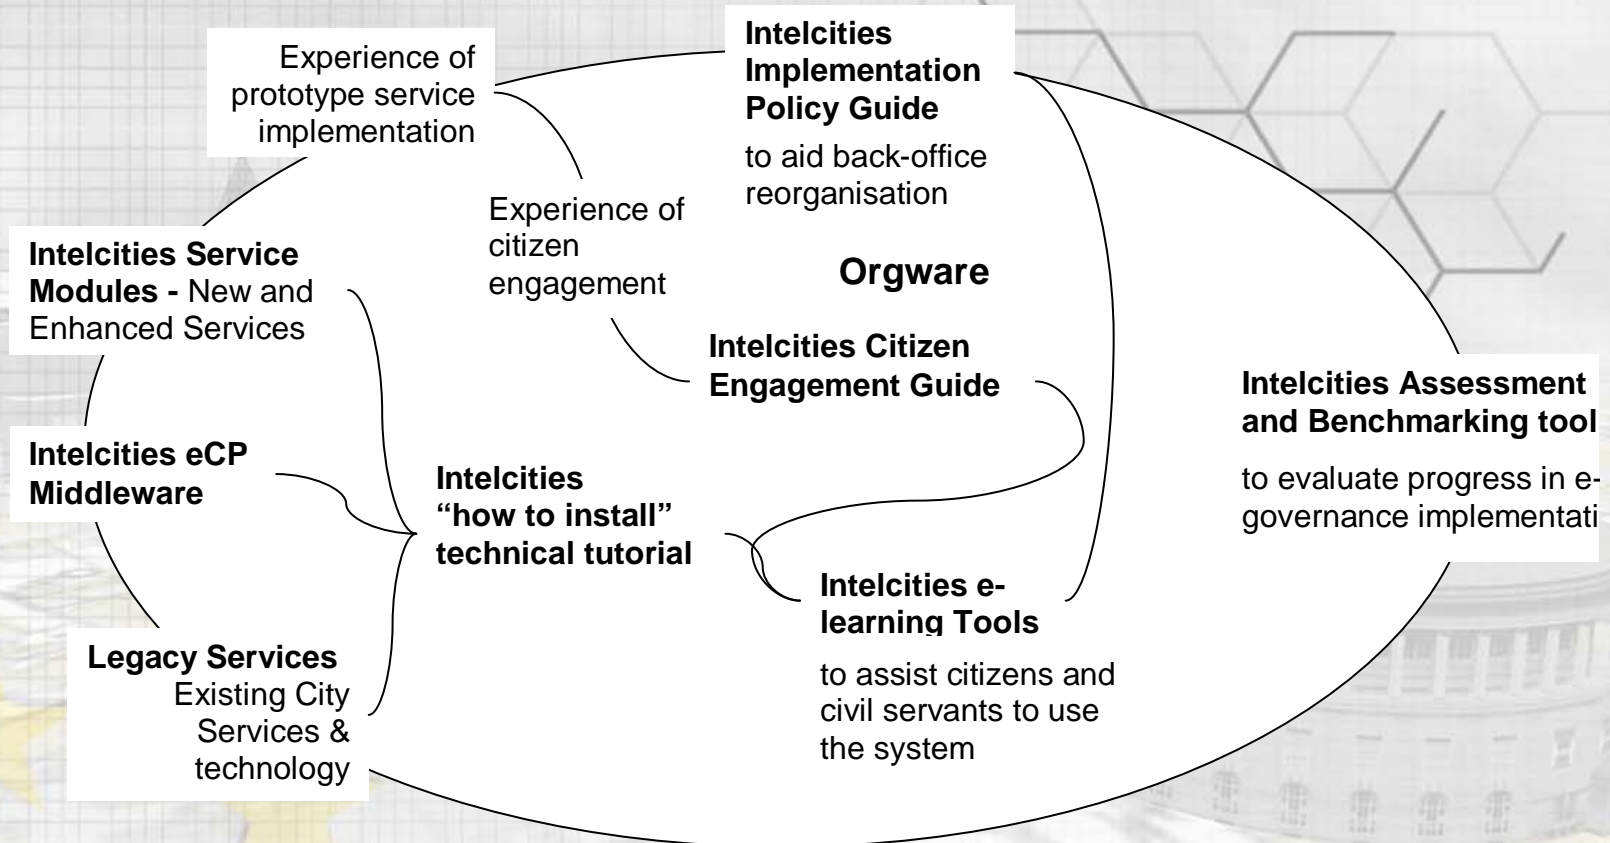 Experience of
prototype service
implementation
Intelcities
Implementation
Policy Guide
to aid back-office
reorganisation
Experience of
citizen
engagement
Orgware
Intelcities Service
Modules - New and
Enhanced Services
Intelcities Citizen
Engagement Guide
Intelcities Assessment
and Benchmarking tool
to evaluate progress in e-
governance implementati
Intelcities eCP
Middleware
Intelcities
“how to install”
technical tutorial
Intelcities e-
learning Tools
to assist citizens and
civil servants to use
the system
Legacy Services
Existing City
Services &
technology